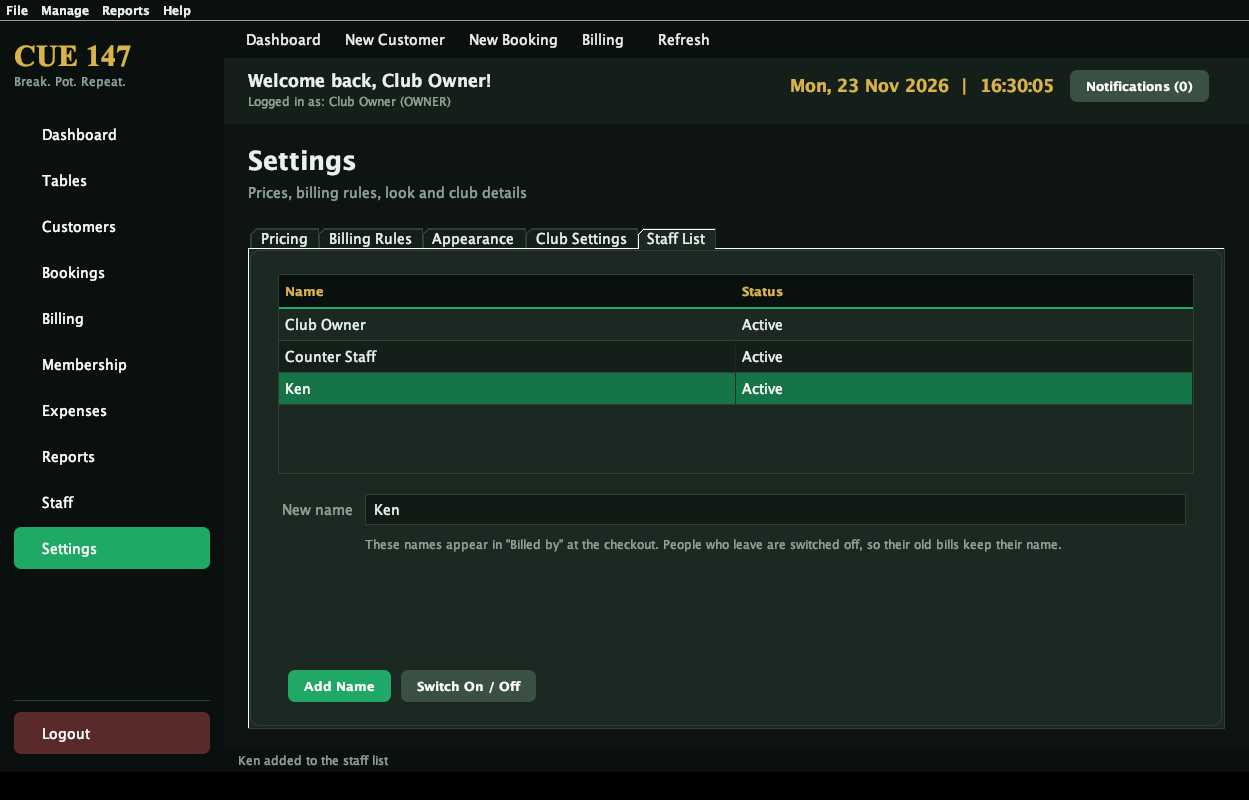 File Manage Reports Help
CUE 147
Break. Pot. Repeat.
Dashboard New Customer New Booking Billing Refresh
Welcome back, Club Owner!
Logged in as: Club Owner (OWNER)
Mon, 23 Nov 2026 | 16:30:05
Notifications (0)
Dashboard
Tables
Customers
Bookings
Billing
Membership
Expenses
Reports
Staff
Settings
Logout
Settings
Prices, billing rules, look and club details
Pricing Billing Rules Appearance Club Settings Staff List
Name Status
Club Owner Active
Counter Staff Active
Ken Active
New name Ken
These names appear in "Billed by" at the checkout. People who leave are switched off, so their old bills keep their name.
Add Name Switch On / Off
Ken added to the staff list